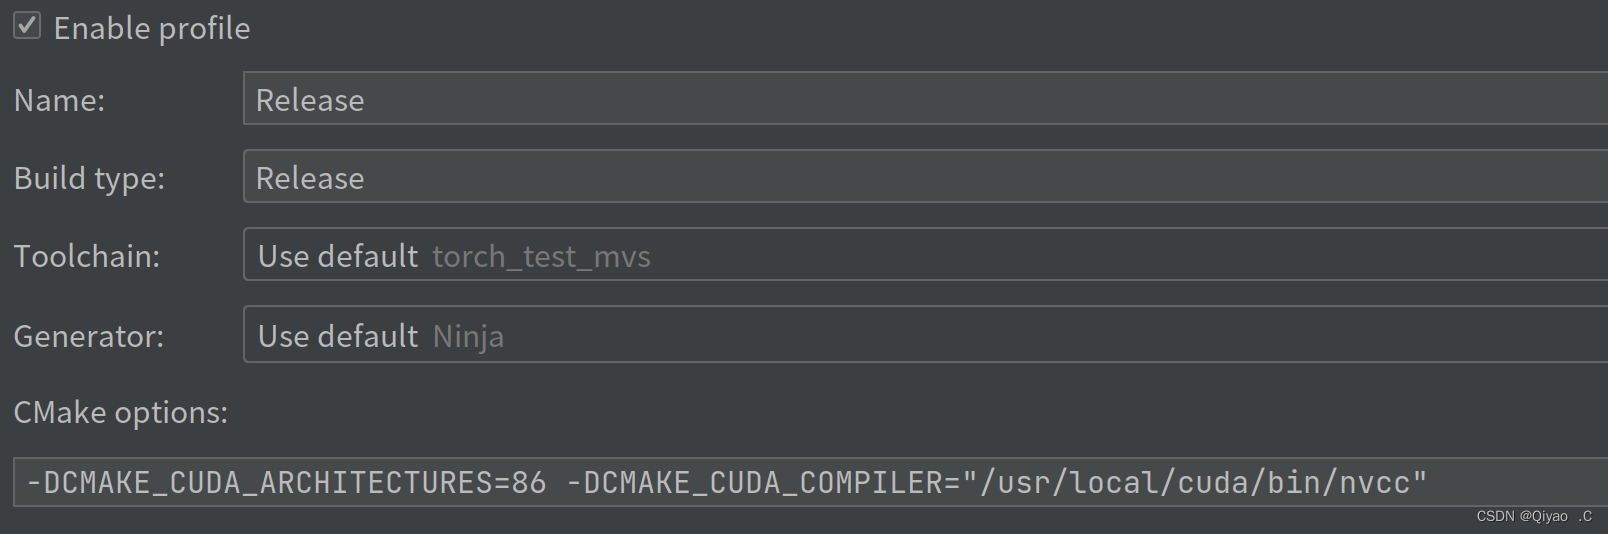 Enable profile
Name: Release
Build type: Release
Toolchain: Use default torch_test_mvs
Generator: Use default Ninja
CMake options:
-DCMAKE_CUDA_ARCHITECTURES=86 -DCMAKE_CUDA_COMPILER="/usr/local/cuda/bin/nvcc"
CSDN @Qiyao .C